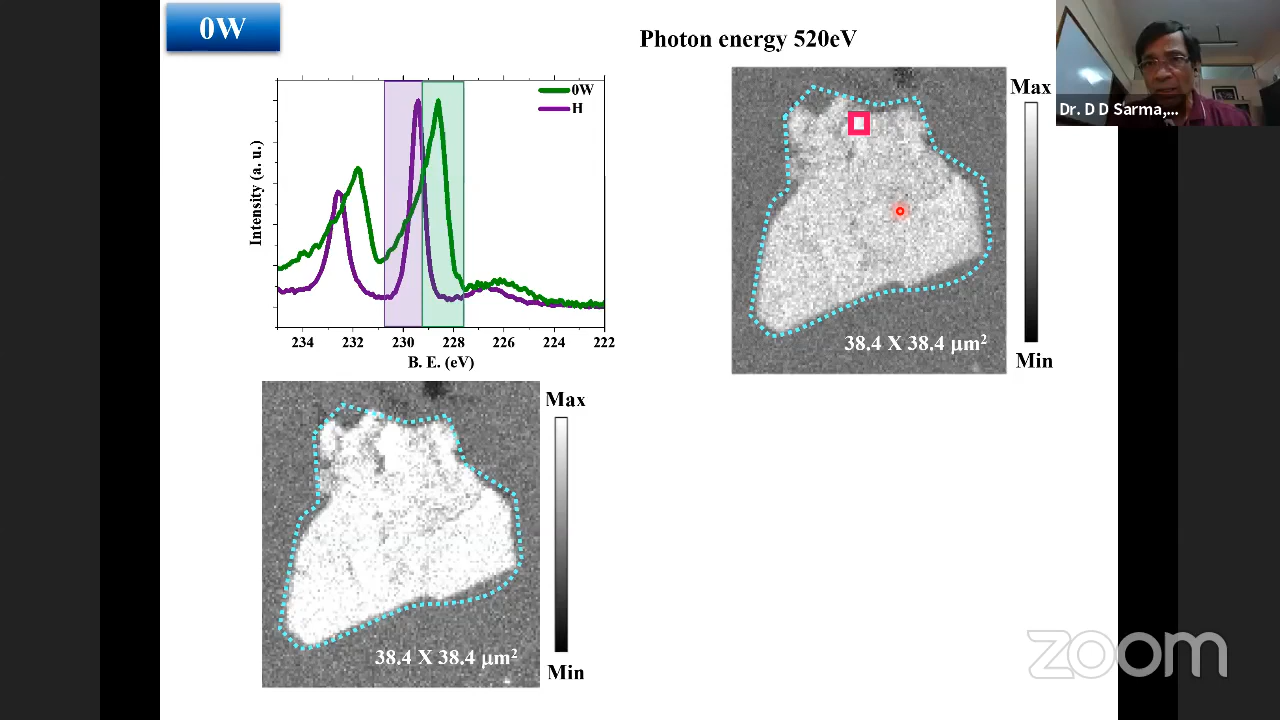 0W
Photon energy 520eV
0W
H
Intensity (a. u.)
234 232 230 228 226 224 222
B. E. (eV)
Max
Min
38.4 X 38.4 μm²
Dr. D D Sarma,...
Max
Min
38.4 X 38.4 μm²
zoom